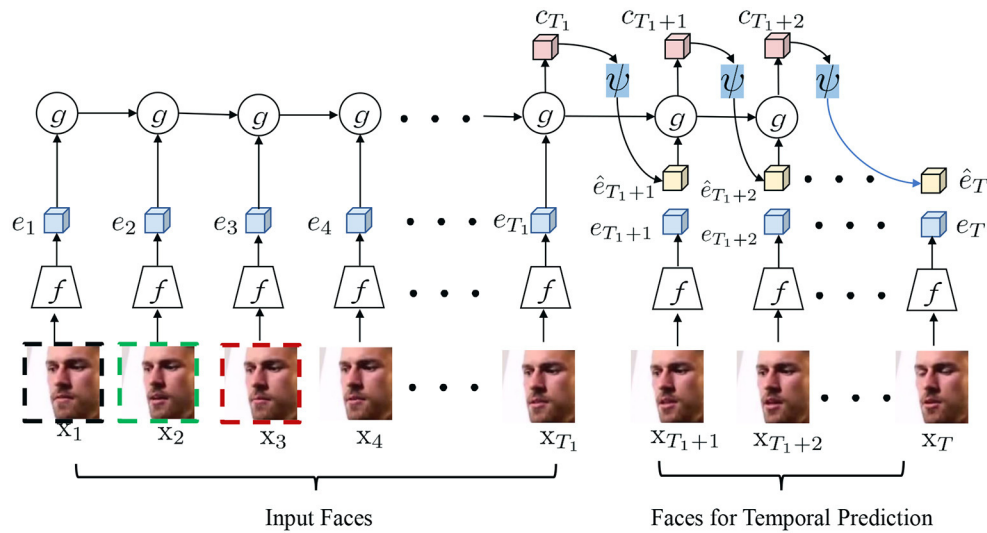 c_{T_1} c_{T_1+1} c_{T_1+2}
ψ ψ ψ
g g g g g g g
ê_{T_1+1} ê_{T_1+2} ê_T
e_1 e_2 e_3 e_4 e_{T_1} e_{T_1+1} e_{T_1+2} e_T
f f f f f f f f
x_1 x_2 x_3 x_4 x_{T_1} x_{T_1+1} x_{T_1+2} x_T
Input Faces Faces for Temporal Prediction